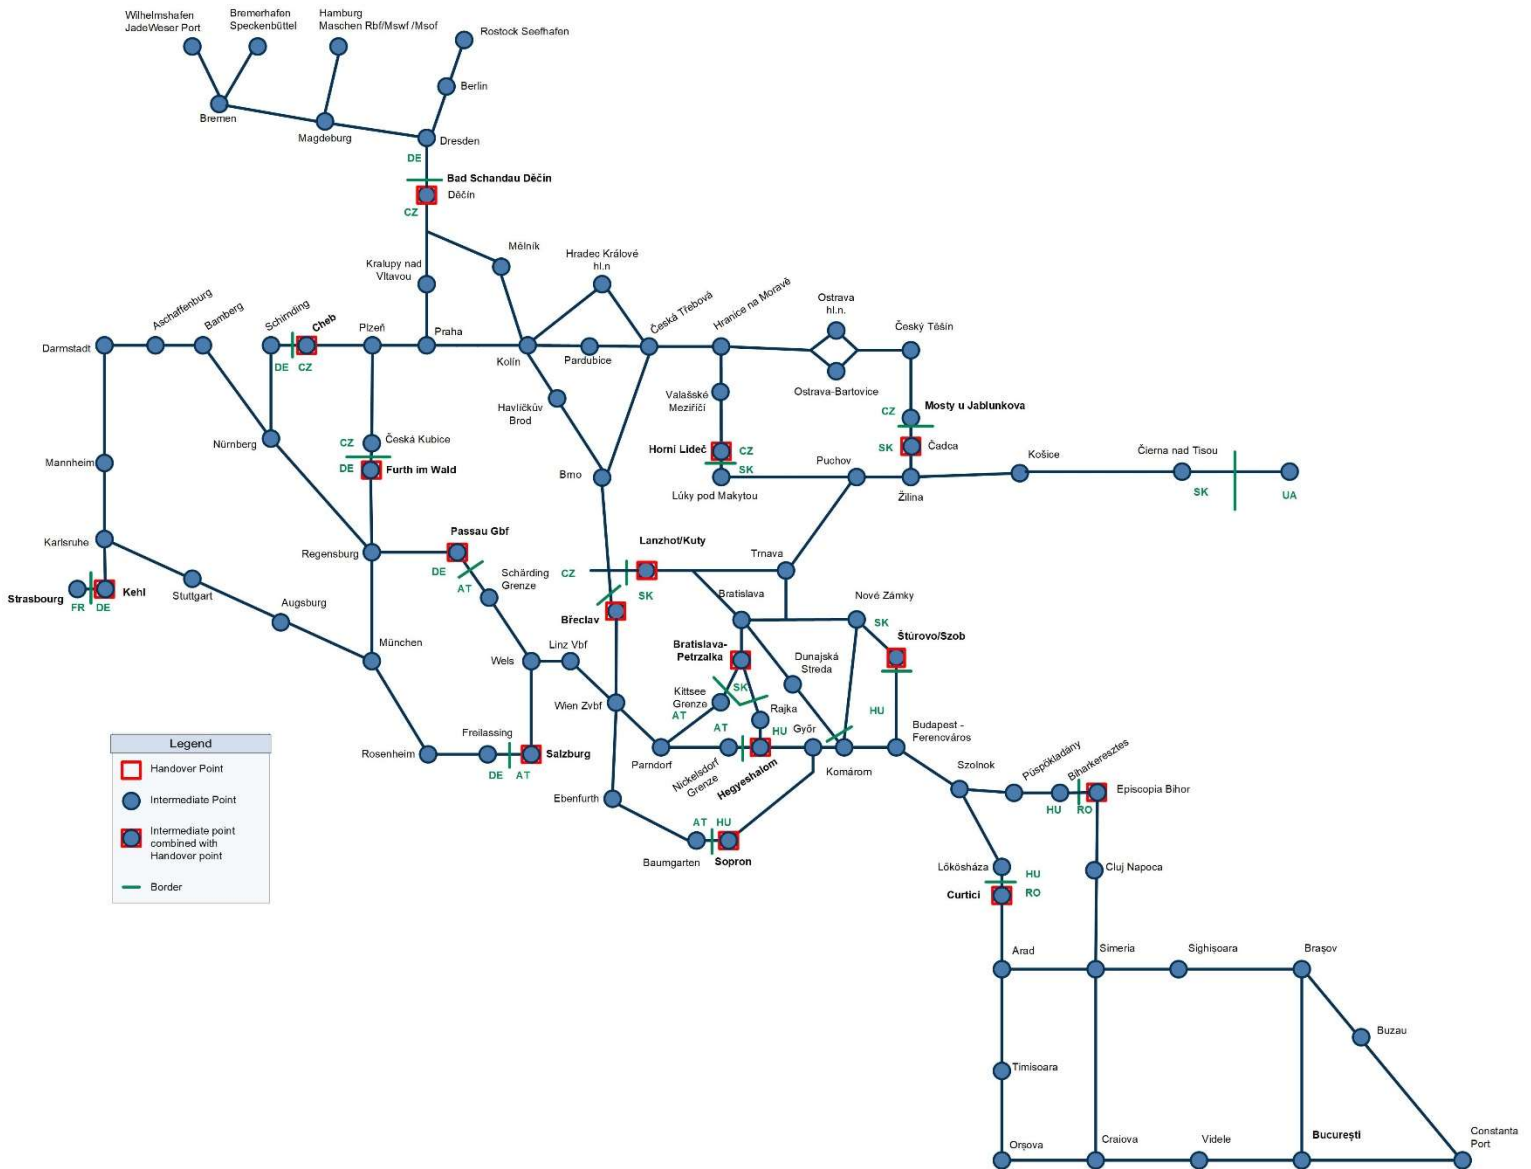 Wilhelmshafen
JadeWeser Port
Bremerhafen
Speckenbüttel
Hamburg
Maschen Rbf/Mswf /Msof
Rostock Seefhafen
Berlin
Bremen
Magdeburg
Dresden
DE
Bad Schandau Děčín
Děčín
CZ
Mělník
Hradec Králové
hl.n
Kralupy nad
Vltavou
Aschaffenburg
Bamberg
Schirnding
Cheb
Plzeň
Praha
Česká Třebová
Hranice na Moravě
Ostrava
hl.n.
Český Těšín
Darmstadt
DE
CZ
Kolín
Pardubice
Ostrava-Bartovice
Valašské
Meziříčí
Havlíčkův
Brod
CZ
Mosty u Jablunkova
Nürnberg
CZ
Česká Kubice
DE
Furth im Wald
Horní Lideč
CZ
SK
SK
Čadca
Mannheim
Brno
Lúky pod Makytou
Puchov
Žilina
Košice
Čierna nad Tisou
SK
UA
Karlsruhe
Regensburg
Passau Gbf
DE
AT
Schärding
Grenze
Lanzhot/Kuty
CZ
SK
Trnava
Strasbourg
FR
DE
Kehl
Stuttgart
Augsburg
Břeclav
Bratislava
Nové Zámky
SK
Štúrovo/Szob
München
Wels
Linz Vbf
Bratislava-
Petrzalka
Dunajská
Streda
Wien Zvbf
Kittsee
Grenze
SK
AT
Rajka
HU
AT
HU
Győr
Budapest -
Ferenováros
Legend
Handover Point
Intermediate Point
Intermediate point
combined with
Handover point
Border
Rosenheim
Freilassing
DE
AT
Salzburg
Parndorf
Nickelsdorf
Grenze
Hegyeshalom
Komárom
Szolnok
Püspökladány
Biharkeresztes
HU
RO
Episcopia Bihor
Ebenfurth
AT
HU
Baumgarten
Sopron
Lőkösháza
HU
RO
Curtici
Cluj Napoca
Arad
Simeria
Sighișoara
Brașov
Buzau
Timisoara
Orșova
Craiova
Videle
București
Constanta
Port